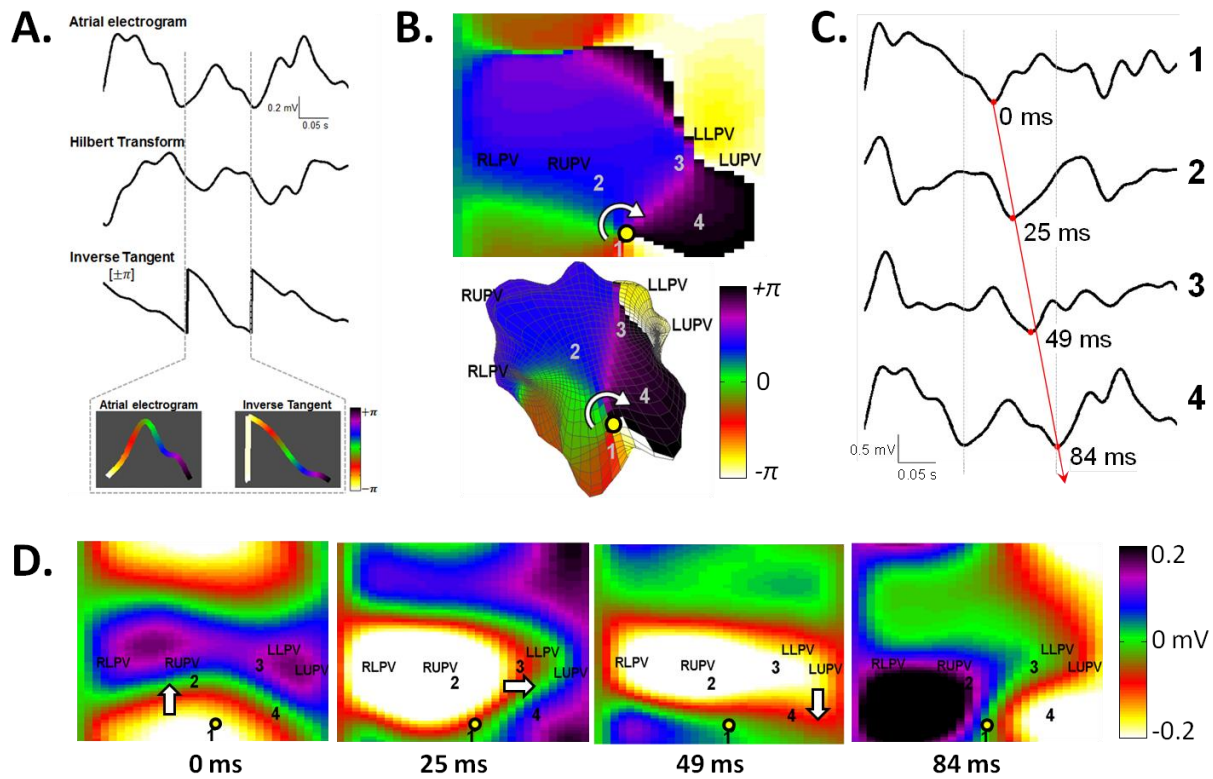 A.
Atrial electrogram
0.2 mV
0.05 s
Hilbert Transform
Inverse Tangent
[±π]
Atrial electrogram
Inverse Tangent
+π
-π
B.
RLPV
RUPV
LLPV
LUPV
1
2
3
4
RUPV
RLPV
LLPV
LUPV
1
2
3
4
+π
0
-π
C.
1
0 ms
2
25 ms
3
49 ms
4
84 ms
0.5 mV
0.05 s
D.
RLPV
RUPV
2
3
LLPV
LUPV
4
1
0 ms
RLPV
RUPV
2
3
LLPV
LUPV
4
1
25 ms
RLPV
RUPV
2
3
LLPV
LUPV
4
1
49 ms
RLPV
RUPV
2
3
LLPV
LUPV
4
1
84 ms
0.2
0 mV
-0.2